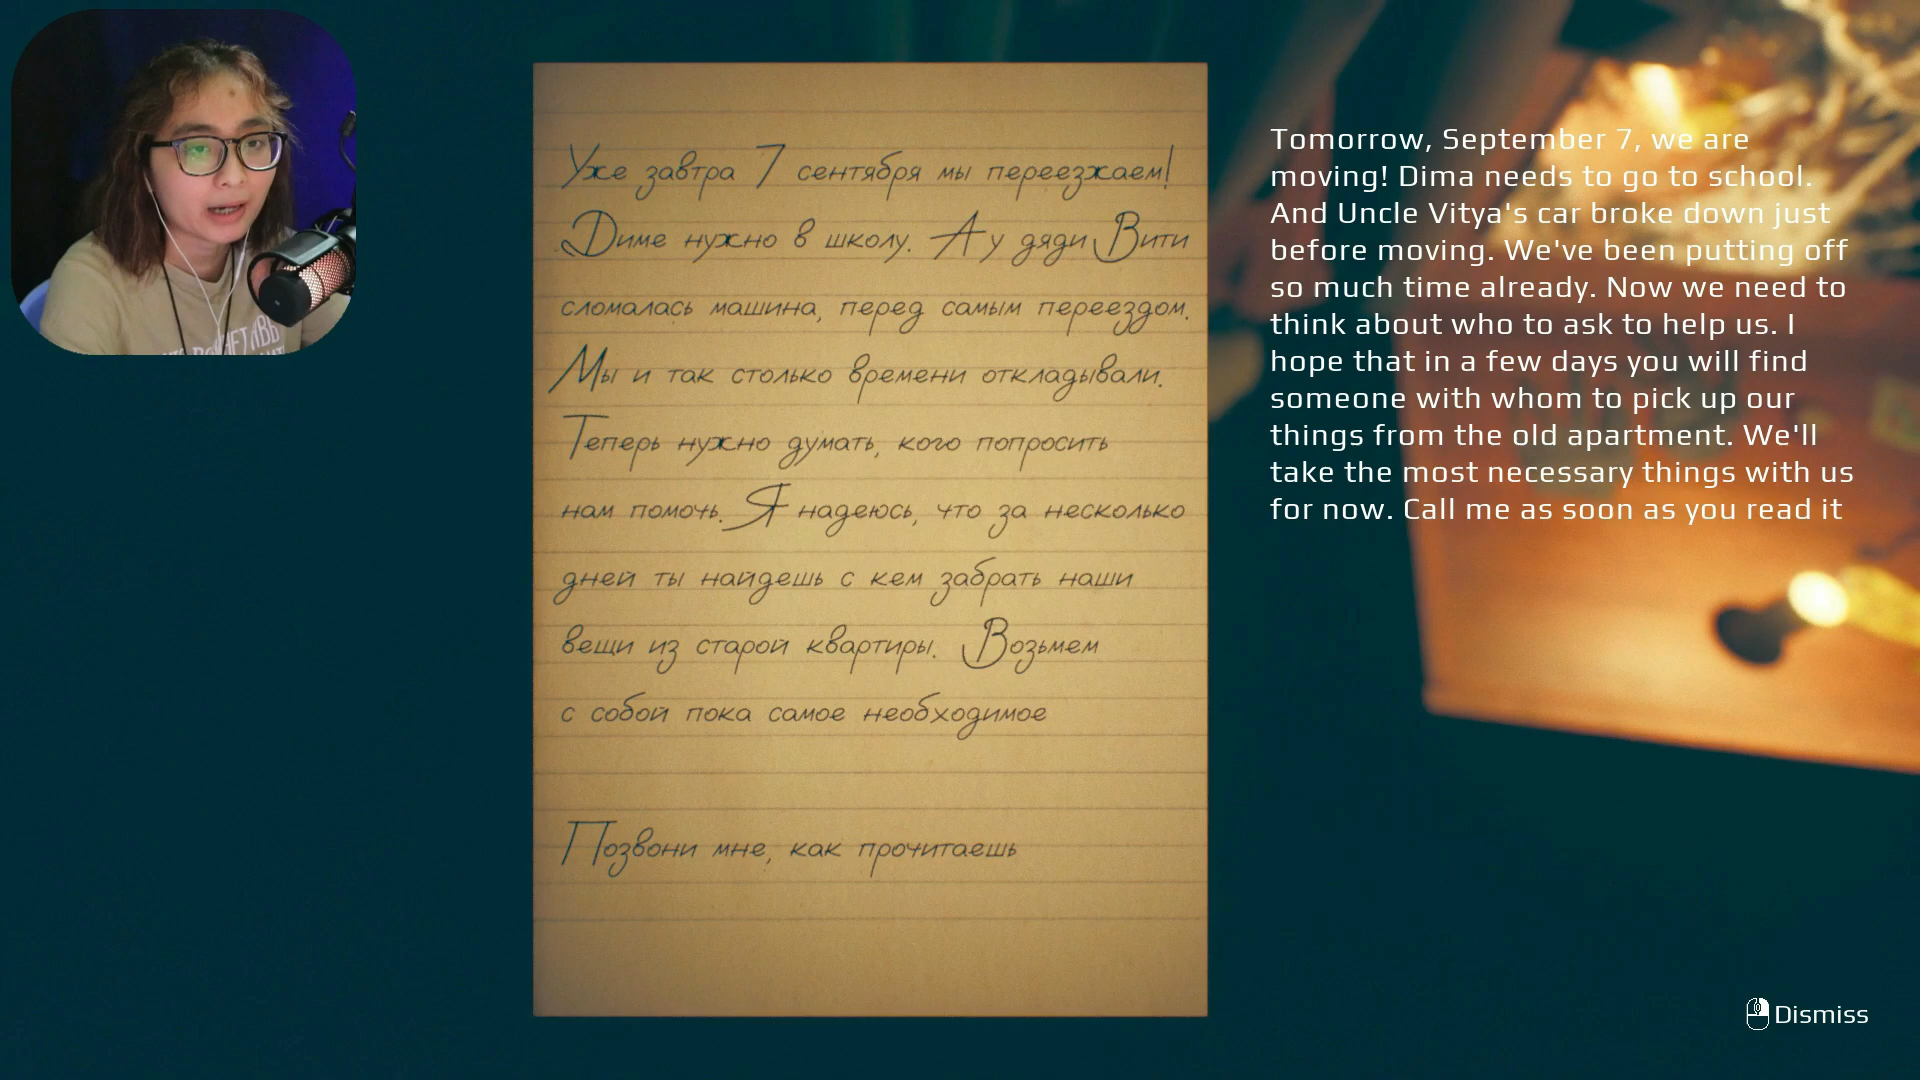 Уже завтра 7 сентября мы переезжаем!
Диме нужно в школу. А у дяди Вити
сломалась машина, перед самым переездом.
Мы и так столько времени откладывали.
Теперь нужно думать, кого попросить
нам помочь. Я надеюсь, что за несколько
дней ты найдешь с кем забрать наши
вещи из старой квартиры. Возьмем
с собой пока самое необходимое
Позвони мне, как прочитаешь
Tomorrow, September 7, we are
moving! Dima needs to go to school.
And Uncle Vitya's car broke down just
before moving. We've been putting off
so much time already. Now we need to
think about who to ask to help us. I
hope that in a few days you will find
someone with whom to pick up our
things from the old apartment. We'll
take the most necessary things with us
for now. Call me as soon as you read it
Dismiss